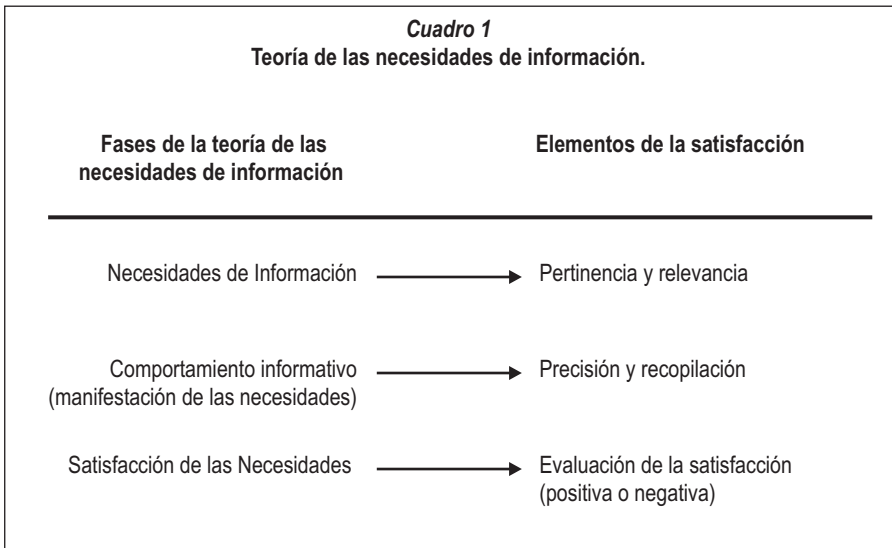 Cuadro 1
Teoría de las necesidades de información.
Fases de la teoría de las
necesidades de información
Elementos de la satisfacción
Necesidades de Información
Pertinencia y relevancia
Comportamiento informativo
(manifestación de las necesidades)
Precisión y recopilación
Satisfacción de las Necesidades
Evaluación de la satisfacción
(positiva o negativa)